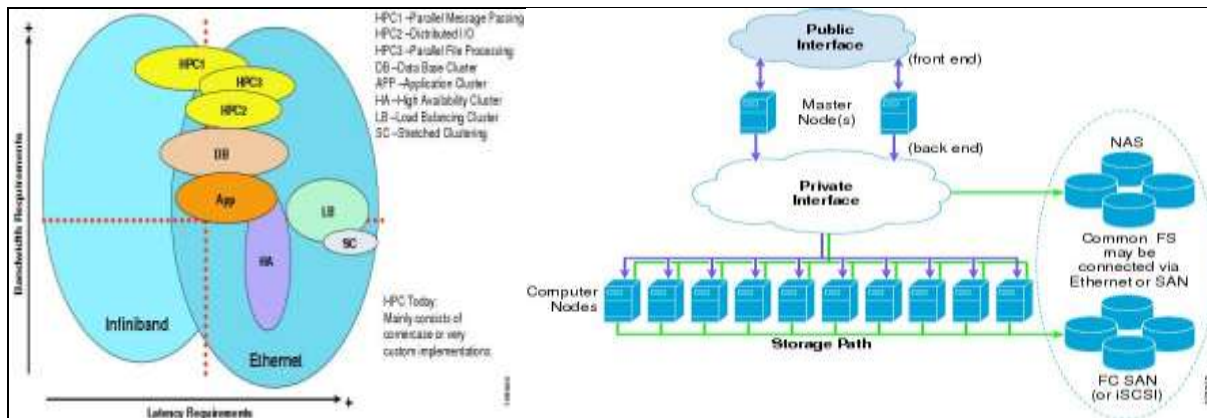 +
Bandwidth Requirements
HPC1
HPC3
HPC2
DB
App
LB
SC
HA
Infiniband
Ethernet
Latency Requirements
+
HPC1 –Parallel Message Passing
HPC2 –Distributed I/O
HPC3 –Parallel File Processing
DB –Data Base Cluster
APP –Application Cluster
HA –High Availability Cluster
LB –Load Balancing Cluster
SC –Stretched Clustering
HPC Today:
Mainly consists of
or very
custom implementations
Public
Interface
(front end)
Master
Node(s)
(back end)
Private
Interface
Computer
Nodes
Storage Path
NAS
Common FS
may be
connected via
Ethernet or SAN
FC SAN
(or iSCSI)